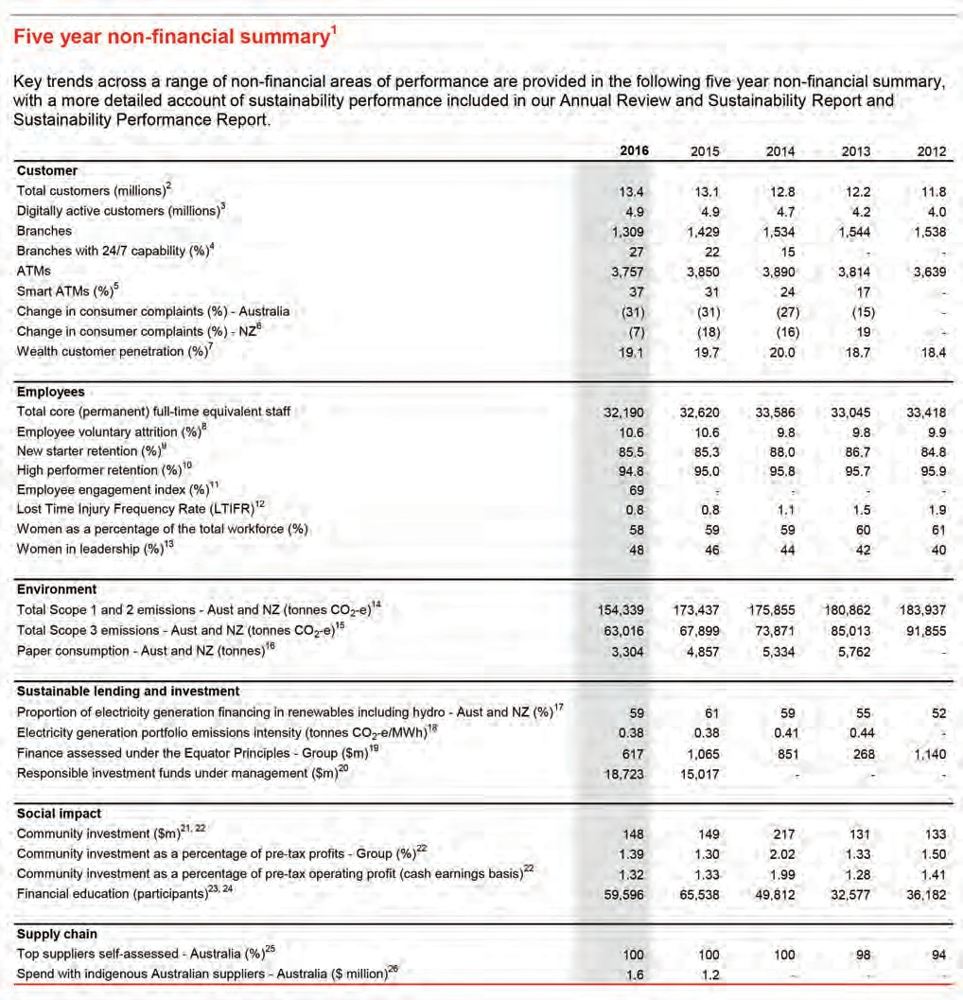 Five year non-financial summary¹
Key trends across a range of non-financial areas of performance are provided in the following five year non-financial summary,
with a more detailed account of sustainability performance included in our Annual Review and Sustainability Report and
Sustainability Performance Report.
2016 2015 2014 2013 2012
Customer
Total customers (millions)² 13.4 13.1 12.8 12.2 11.8
Digitally active customers (millions)³ 4.9 4.9 4.7 4.2 4.0
Branches 1,309 1,429 1,534 1,544 1,538
Branches with 24/7 capability (%)⁴ 27 22 15 - -
ATMs 3,757 3,850 3,890 3,814 3,639
Smart ATMs (%)⁵ 37 31 24 17 -
Change in consumer complaints (%) - Australia (31) (31) (27) (15) -
Change in consumer complaints (%) - NZ⁶ (7) (18) (16) 19 -
Wealth customer penetration (%)⁷ 19.1 19.7 20.0 18.7 18.4
Employees
Total core (permanent) full-time equivalent staff 32,190 32,620 33,586 33,045 33,418
Employee voluntary attrition (%)⁸ 10.6 10.6 9.8 9.8 9.9
New starter retention (%)⁹ 85.5 85.3 88.0 86.7 84.8
High performer retention (%)¹⁰ 94.8 95.0 95.8 95.7 95.9
Employee engagement index (%)¹¹ 69 - - - -
Lost Time Injury Frequency Rate (LTIFR)¹² 0.8 0.8 1.1 1.5 1.9
Women as a percentage of the total workforce (%) 58 59 59 60 61
Women in leadership (%)¹³ 48 46 44 42 40
Environment
Total Scope 1 and 2 emissions - Aust and NZ (tonnes CO₂-e)¹⁴ 154,339 173,437 175,855 180,862 183,937
Total Scope 3 emissions - Aust and NZ (tonnes CO₂-e)¹⁵ 63,016 67,899 73,871 85,013 91,855
Paper consumption - Aust and NZ (tonnes)¹⁶ 3,304 4,857 5,334 5,762 -
Sustainable lending and investment
Proportion of electricity generation financing in renewables including hydro - Aust and NZ (%)¹⁷ 59 61 59 55 52
Electricity generation portfolio emissions intensity (tonnes CO₂-e/MWh)¹⁸ 0.38 0.38 0.41 0.44 -
Finance assessed under the Equator Principles - Group ($m)¹⁹ 617 1,065 851 268 1,140
Responsible investment funds under management ($m)²⁰ 18,723 15,017 - - -
Social impact
Community investment ($m)²¹˒ ²² 148 149 217 131 133
Community investment as a percentage of pre-tax profits - Group (%)²² 1.39 1.30 2.02 1.33 1.50
Community investment as a percentage of pre-tax operating profit (cash earnings basis)²² 1.32 1.33 1.99 1.28 1.41
Financial education (participants)²³˒ ²⁴ 59,596 65,538 49,812 32,577 36,182
Supply chain
Top suppliers self-assessed - Australia (%)²⁵ 100 100 100 98 94
Spend with indigenous Australian suppliers - Australia ($ million)²⁶ 1.6 1.2 - - -